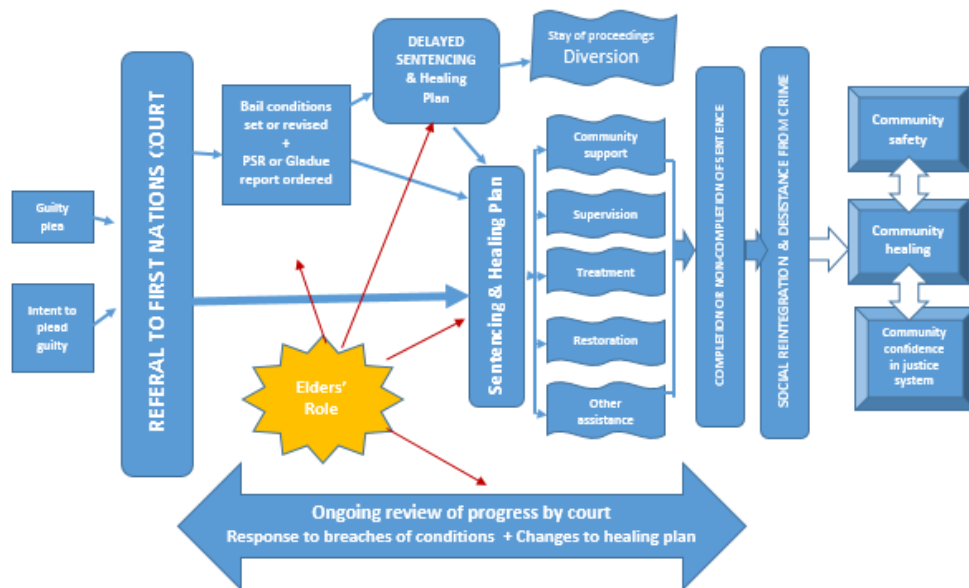 Guilty
plea
Intent to
plead
guilty
REFERAL TO FIRST NATIONS COURT
Bail conditions
set or revised
+
PSR or Gladue
report ordered
DELAYED
SENTENCING
& Healing
Plan
Stay of proceedings
Diversion
Elders'
Role
Sentencing & Healing Plan
Community
support
Supervision
Treatment
Restoration
Other
assistance
COMPLETION OR NON-COMPLETION OF SENTENCE
SOCIAL REINTEGRATION & DESISTANCE FROM CRIME
Community
safety
Community
healing
Community
confidence
in justice
system
Ongoing review of progress by court
Response to breaches of conditions + Changes to healing plan